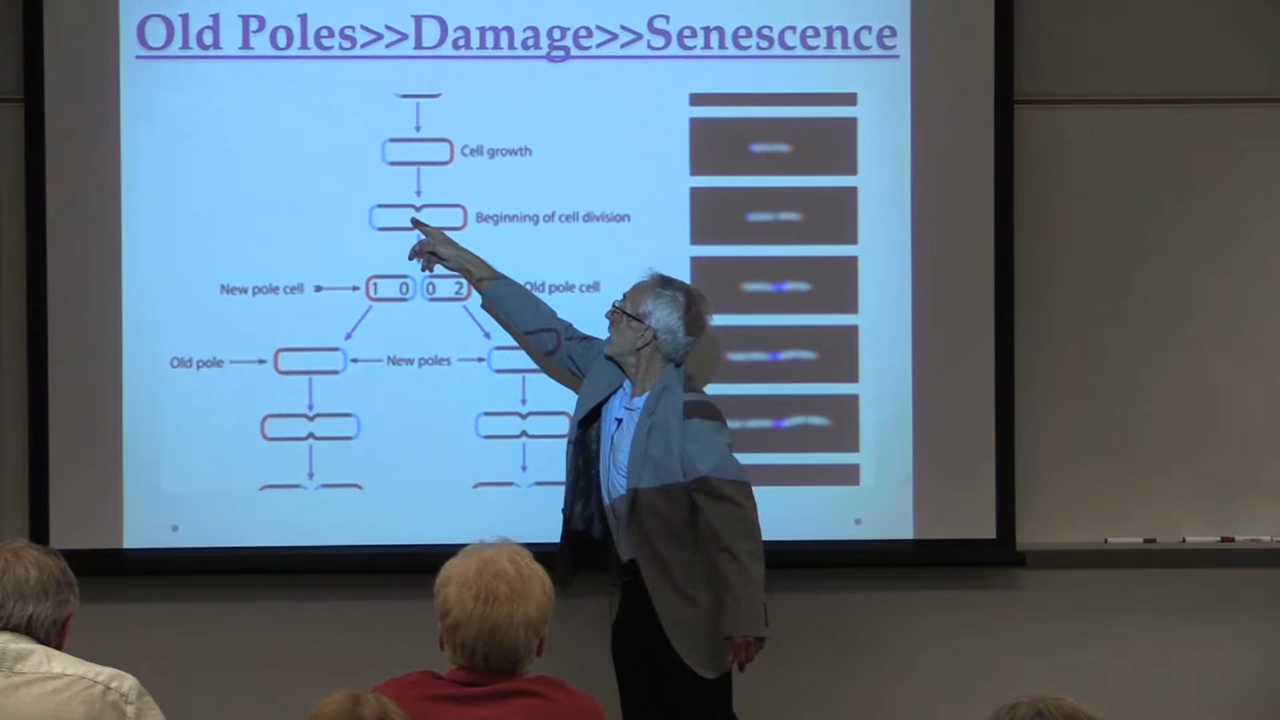 Old Poles>>Damage>>Senescence
Cell growth
Beginning of cell division
New pole cell
1 0 0 2
Old pole cell
Old pole
New poles